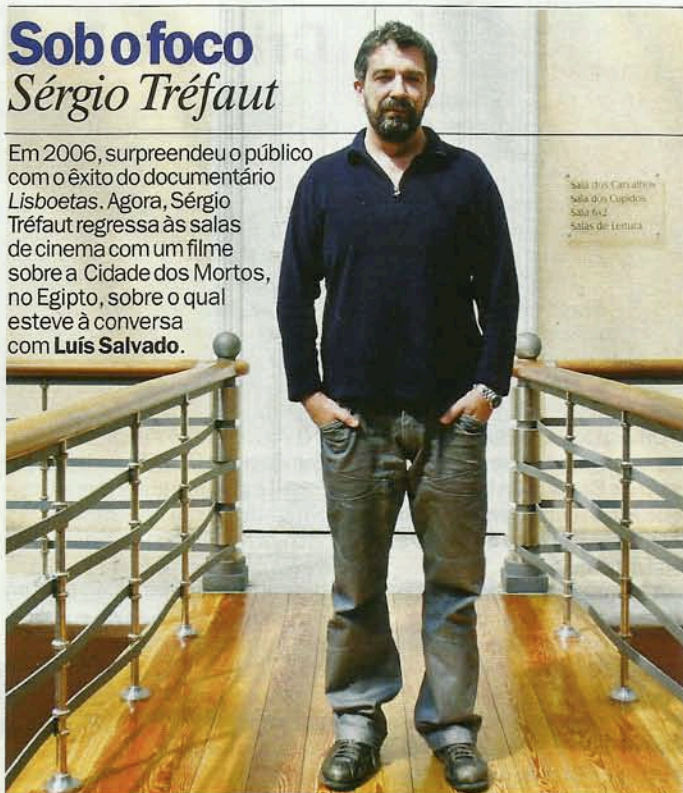 Sob o foco
Sérgio Tréfaut
Em 2006, surpreendeu o público
com o êxito do documentário
Lisboetas. Agora, Sérgio
Tréfaut regressa às salas
de cinema com um filme
sobre a Cidade dos Mortos,
no Egipto, sobre o qual
esteve à conversa
com Luís Salvado.
Sala dos Carvalhos
Sala dos Cupidos
Sala 6x2
Salas de Leitura